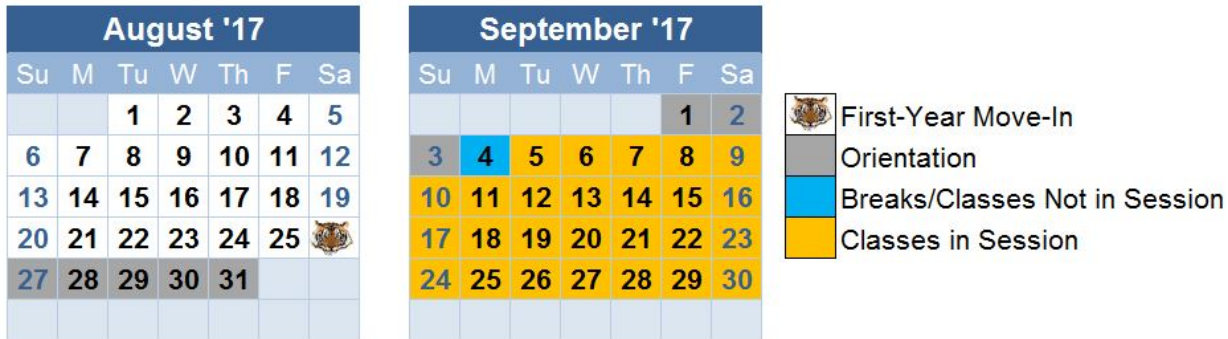 August '17
Su M Tu W Th F Sa
1 2 3 4 5
6 7 8 9 10 11 12
13 14 15 16 17 18 19
20 21 22 23 24 25
27 28 29 30 31
September '17
Su M Tu W Th F Sa
1 2
3 4 5 6 7 8 9
10 11 12 13 14 15 16
17 18 19 20 21 22 23
24 25 26 27 28 29 30
First-Year Move-In
Orientation
Breaks/Classes Not in Session
Classes in Session